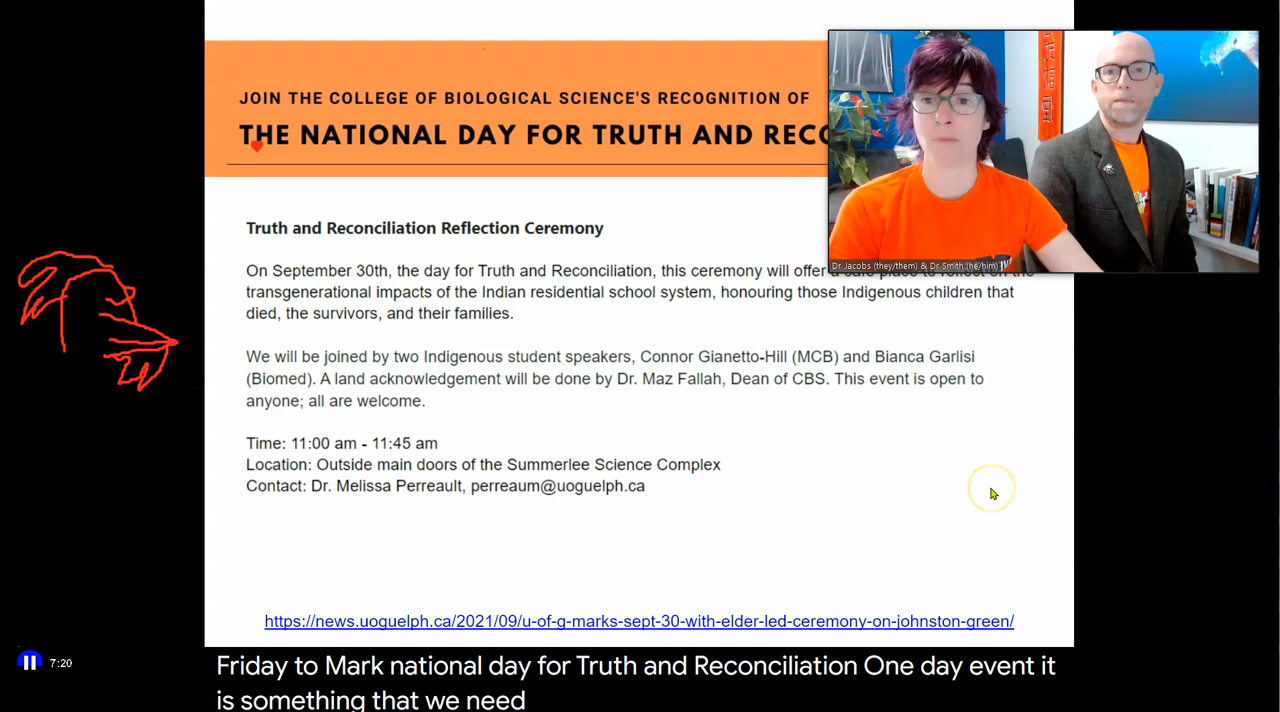 JOIN THE COLLEGE OF BIOLOGICAL SCIENCE'S RECOGNITION OF
THE NATIONAL DAY FOR TRUTH AND RECO
Dr Jacobs (they/them) & Dr Smith (he/him)
Truth and Reconciliation Reflection Ceremony
On September 30th, the day for Truth and Reconciliation, this ceremony will offer a safe place to reflect on the
transgenerational impacts of the Indian residential school system, honouring those Indigenous children that
died, the survivors, and their families.
We will be joined by two Indigenous student speakers, Connor Gianetto-Hill (MCB) and Bianca Garlisi
(Biomed). A land acknowledgement will be done by Dr. Maz Fallah, Dean of CBS. This event is open to
anyone; all are welcome.
Time: 11:00 am - 11:45 am
Location: Outside main doors of the Summerlee Science Complex
Contact: Dr. Melissa Perreault, perreaum@uoguelph.ca
https://news.uoguelph.ca/2021/09/u-of-g-marks-sept-30-with-elder-led-ceremony-on-johnston-green/
7:20
Friday to Mark national day for Truth and Reconciliation One day event it
is something that we need